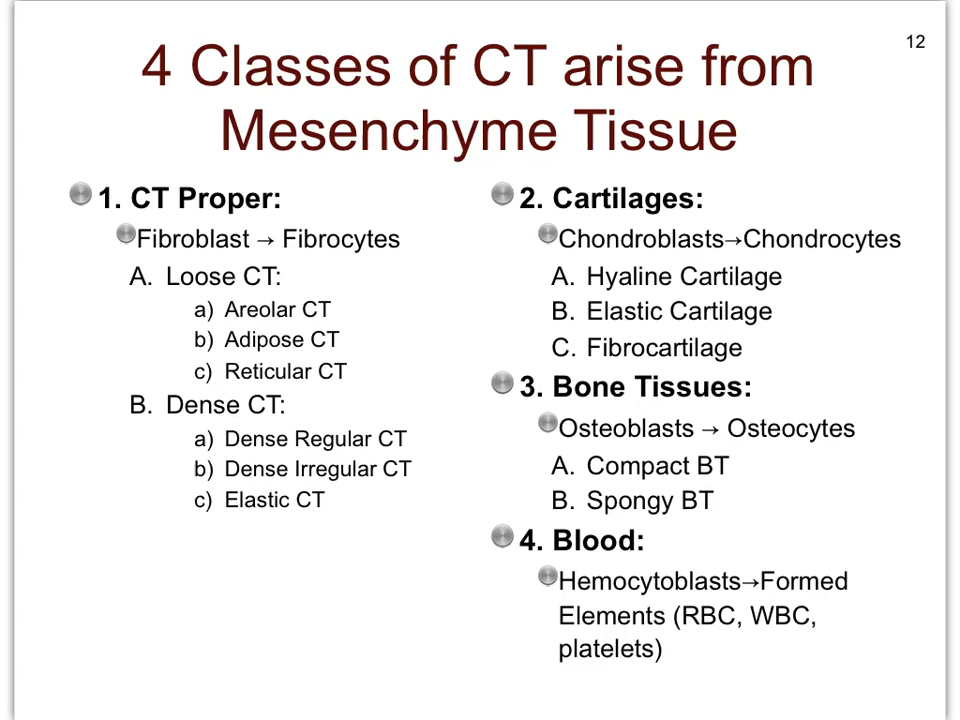 12
4 Classes of CT arise from
Mesenchyme Tissue
1. CT Proper:
Fibroblast → Fibrocytes
A. Loose CT:
a) Areolar CT
b) Adipose CT
c) Reticular CT
B. Dense CT:
a) Dense Regular CT
b) Dense Irregular CT
c) Elastic CT
2. Cartilages:
Chondroblasts→Chondrocytes
A. Hyaline Cartilage
B. Elastic Cartilage
C. Fibrocartilage
3. Bone Tissues:
Osteoblasts → Osteocytes
A. Compact BT
B. Spongy BT
4. Blood:
Hemocytoblasts→Formed
Elements (RBC, WBC,
platelets)